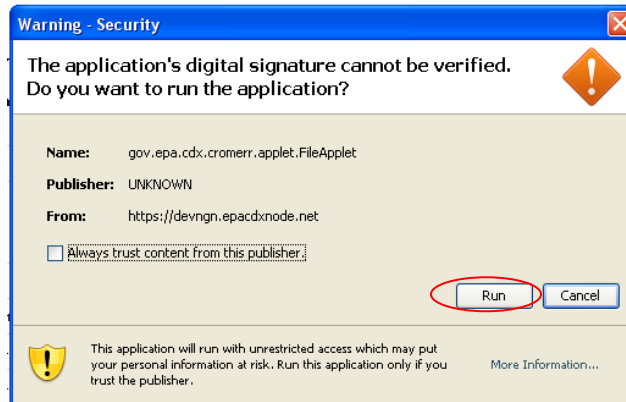 Warning - Security
The application's digital signature cannot be verified.
Do you want to run the application?
Name: gov.epa.cdx.cromerr.applet.FileApplet
Publisher: UNKNOWN
From: https://devngn.epacdxnode.net
Always trust content from this publisher.
Run Cancel
This application will run with unrestricted access which may put
your personal information at risk. Run this application only if you
trust the publisher.
More Information...